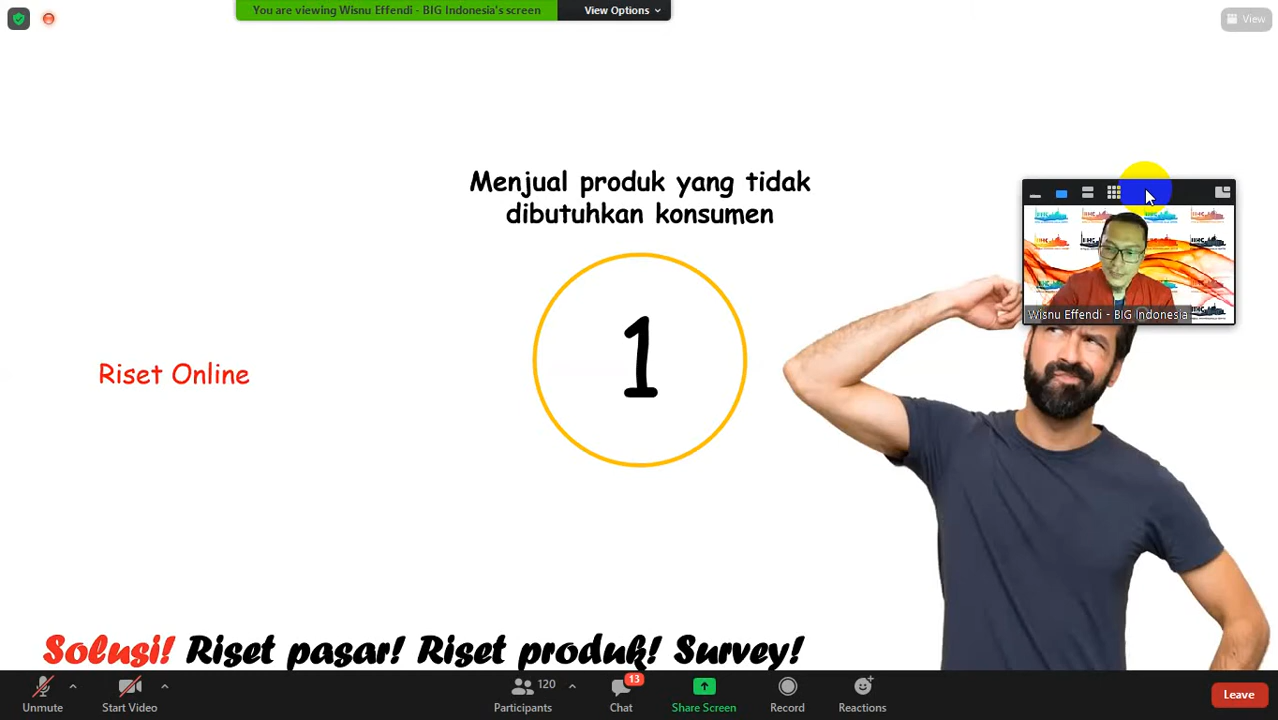 You are viewing Wisnu Effendi - BIG Indonesia's screen
View Options
View
Menjual produk yang tidak
dibutuhkan konsumen
1
Wisnu Effendi - BIG Indonesia
Riset Online
Solusi! Riset pasar! Riset produk! Survey!
Unmute
Start Video
120
Participants
13
Chat
Share Screen
Record
Reactions
Leave